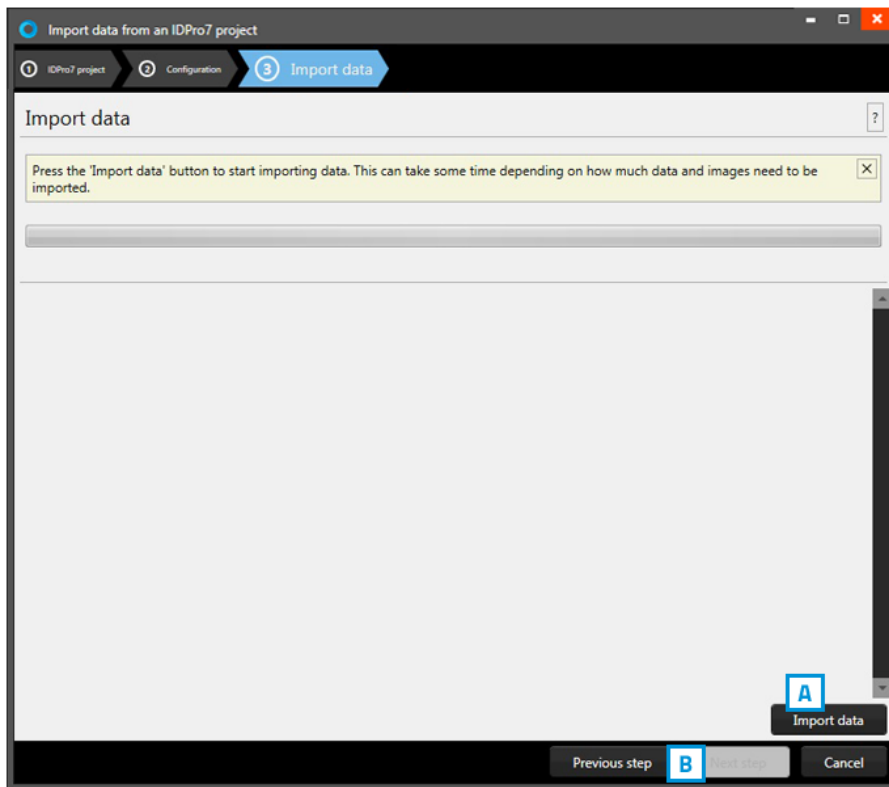 Import data from an IDPro7 project
1 IDPro7 project
2 Configuration
3 Import data
Import data
?
Press the 'Import data' button to start importing data. This can take some time depending on how much data and images need to be
imported.
A
Import data
Previous step
B
Next step
Cancel